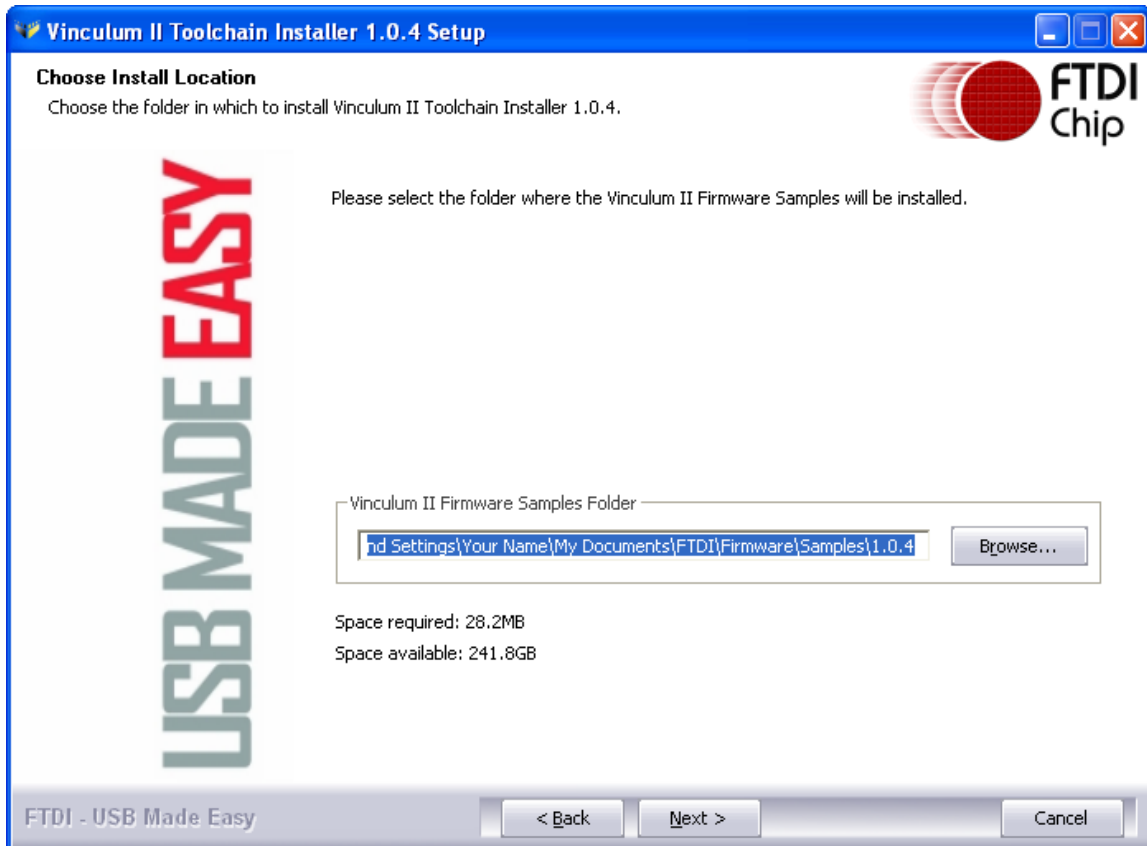 Vinculum II Toolchain Installer 1.0.4 Setup
Choose Install Location
Choose the folder in which to install Vinculum II Toolchain Installer 1.0.4.
FTDI
Chip
USB MADE EASY
Please select the folder where the Vinculum II Firmware Samples will be installed.
Vinculum II Firmware Samples Folder
nd Settings\Your Name\My Documents\FTDI\Firmware\Samples\1.0.4
Browse...
Space required: 28.2MB
Space available: 241.8GB
FTDI - USB Made Easy
< Back
Next >
Cancel